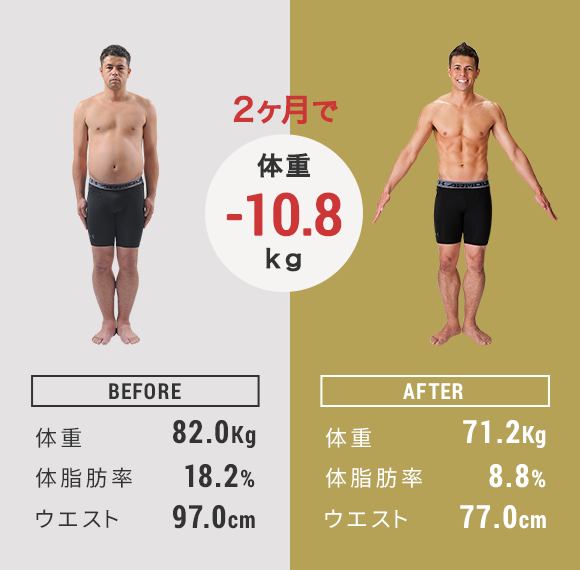 2ヶ月で
体重
-10.8
kg
BEFORE
体重 82.0Kg
体脂肪率 18.2%
ウエスト 97.0cm
AFTER
体重 71.2Kg
体脂肪率 8.8%
ウエスト 77.0cm